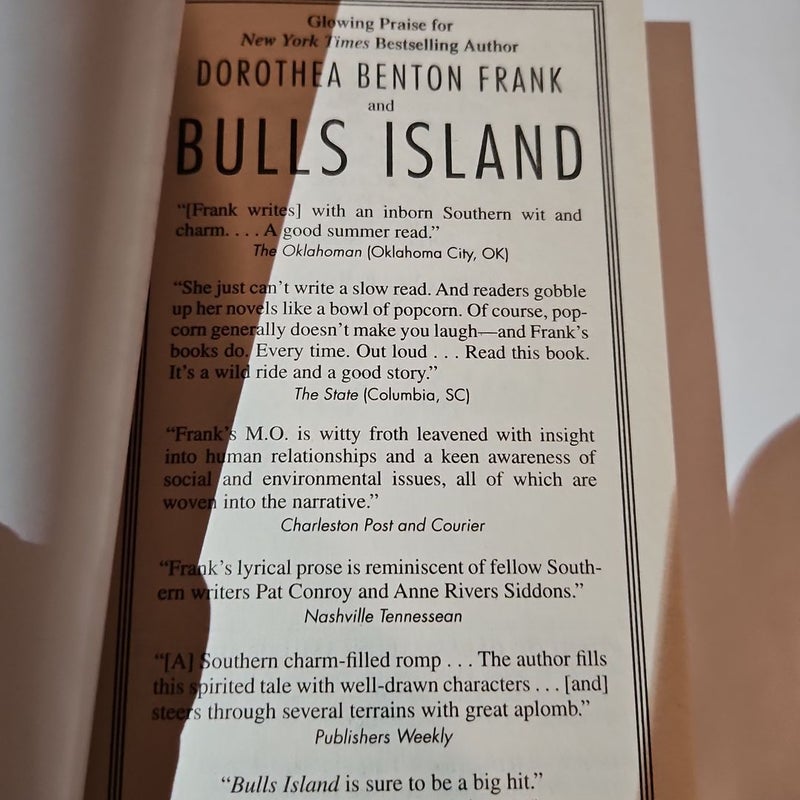 Glowing Praise for
New York Times Bestselling Author
DOROTHEA BENTON FRANK
and
BULLS ISLAND
“[Frank writes] with an inborn Southern wit and
charm. . . . A good summer read.”
The Oklahoman (Oklahoma City, OK)
“She just can’t write a slow read. And readers gobble
up her novels like a bowl of popcorn. Of course, pop-
corn generally doesn’t make you laugh—and Frank’s
books do. Every time. Out loud . . . Read this book.
It’s a wild ride and a good story.”
The State (Columbia, SC)
“Frank’s M.O. is witty froth leavened with insight
into human relationships and a keen awareness of
social and environmental issues, all of which are
woven into the narrative.”
Charleston Post and Courier
“Frank’s lyrical prose is reminiscent of fellow South-
ern writers Pat Conroy and Anne Rivers Siddons.”
Nashville Tennessean
“[A] Southern charm-filled romp . . . The author fills
this spirited tale with well-drawn characters . . . [and]
steers through several terrains with great aplomb.”
Publishers Weekly
“Bulls Island is sure to be a big hit.”